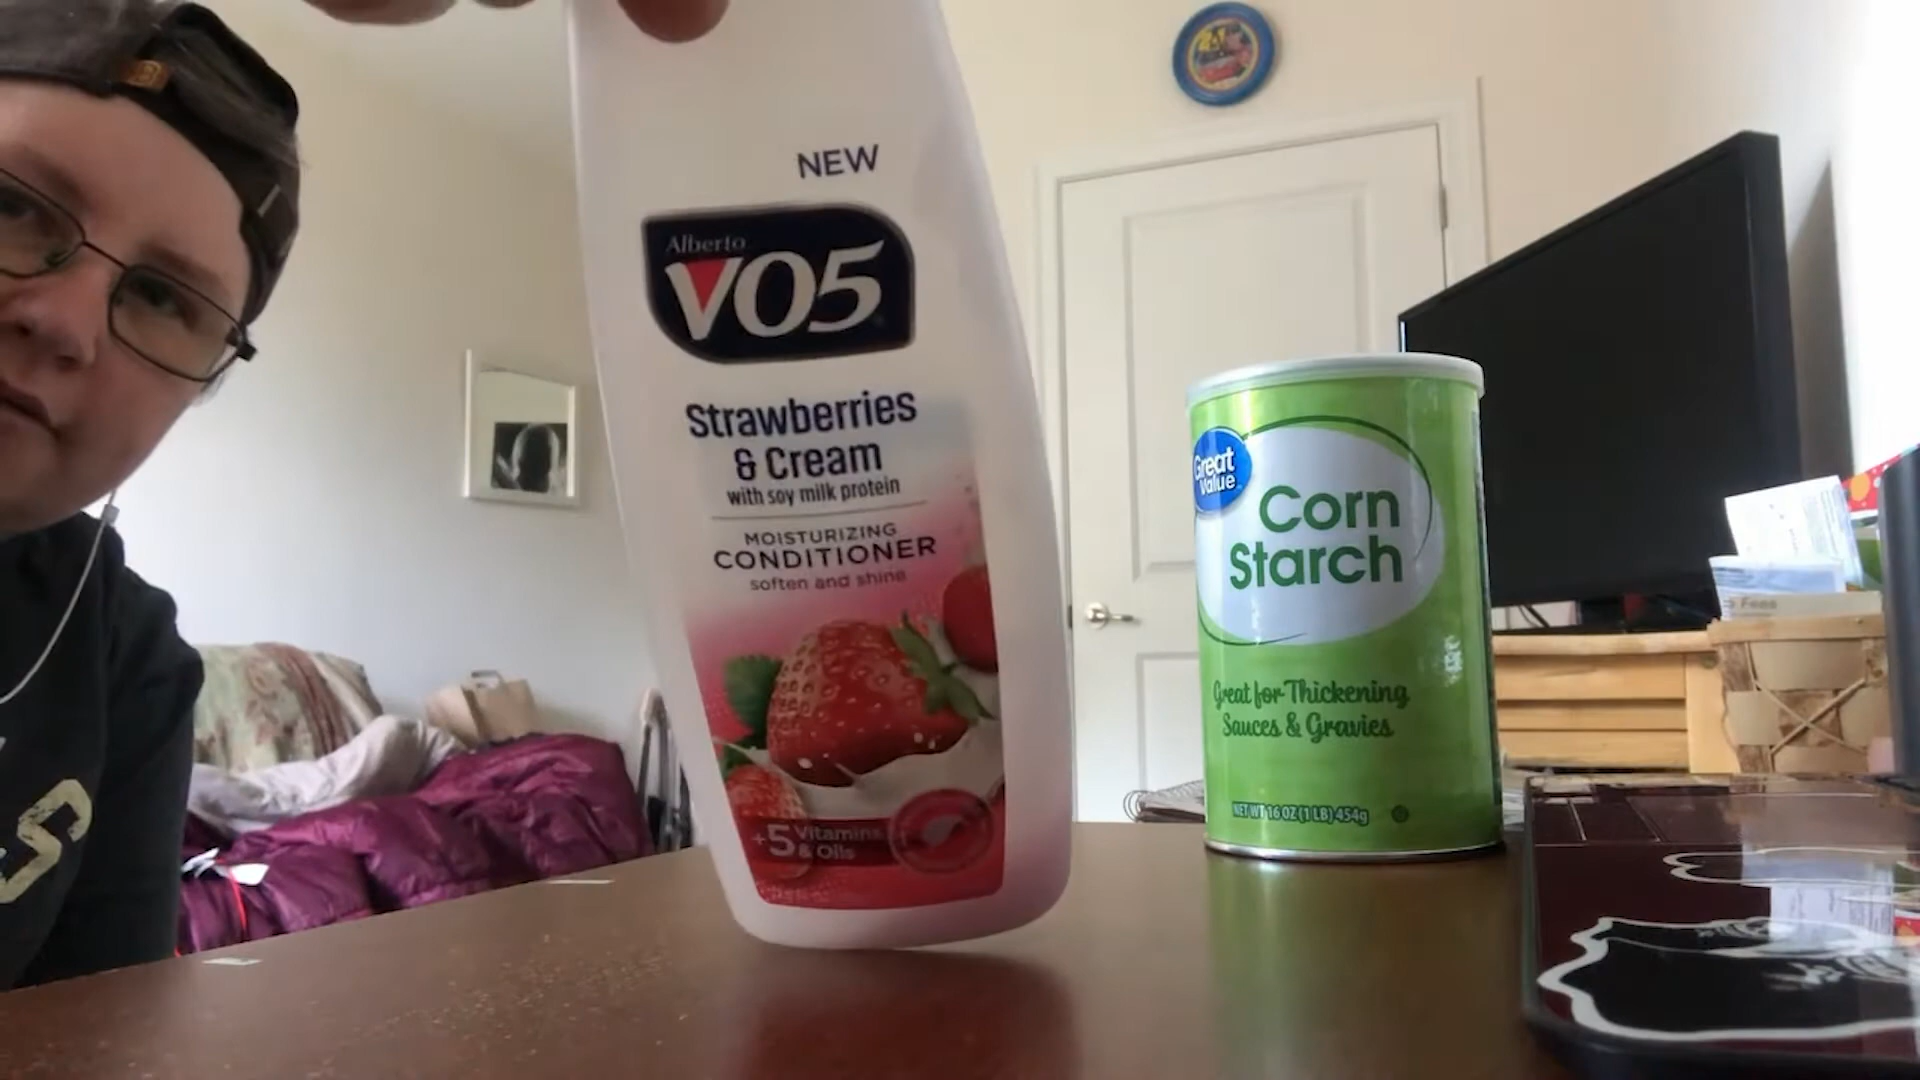 NEW
Alberto
VO5
Strawberries
& Cream
with soy milk protein
MOISTURIZING
CONDITIONER
soften and shine
+5 Vitamins
& Oils
Great
Value
Corn
Starch
Great for Thickening
Sauces & Gravies
NET WT 16 OZ (1 LB) 454g